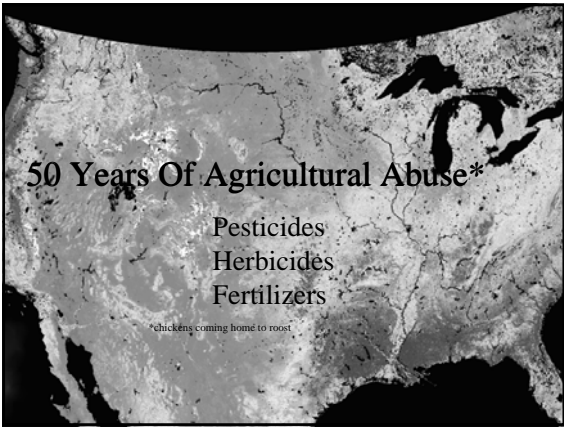 50 Years Of Agricultural Abuse*
Pesticides
Herbicides
Fertilizers
*chickens coming home to roost